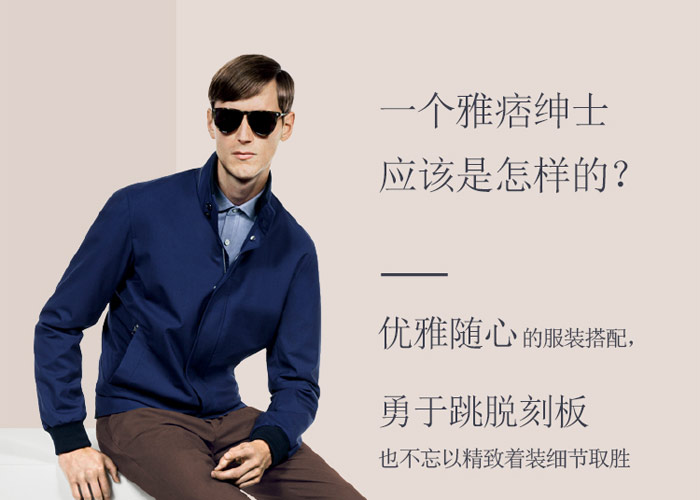 一个雅痞绅士
应该是怎样的?
优雅随心的服装搭配,
勇于跳脱刻板
也不忘以精致着装细节取胜